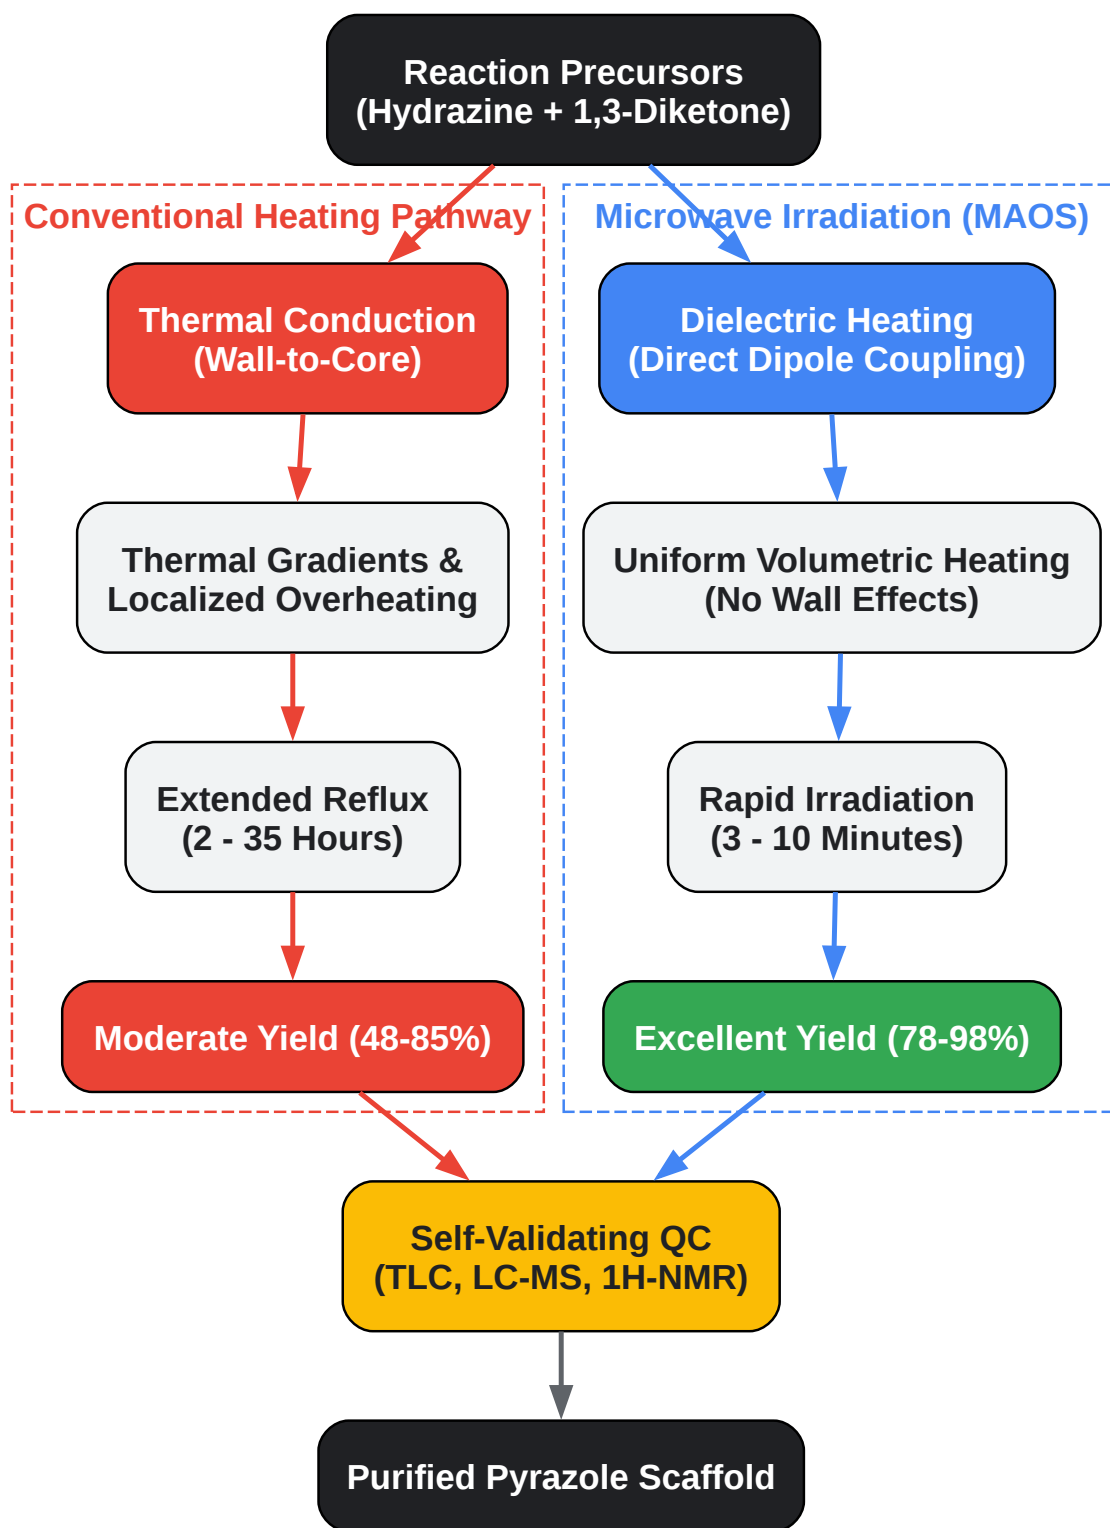 Reaction Precursors
(Hydrazine + 1,3-Diketone)
Conventional Heating Pathway
Thermal Conduction
(Wall-to-Core)
Thermal Gradients &
Localized Overheating
Extended Reflux
(2 - 35 Hours)
Moderate Yield (48-85%)
Microwave Irradiation (MAOS)
Dielectric Heating
(Direct Dipole Coupling)
Uniform Volumetric Heating
(No Wall Effects)
Rapid Irradiation
(3 - 10 Minutes)
Excellent Yield (78-98%)
Self-Validating QC
(TLC, LC-MS, 1H-NMR)
Purified Pyrazole Scaffold